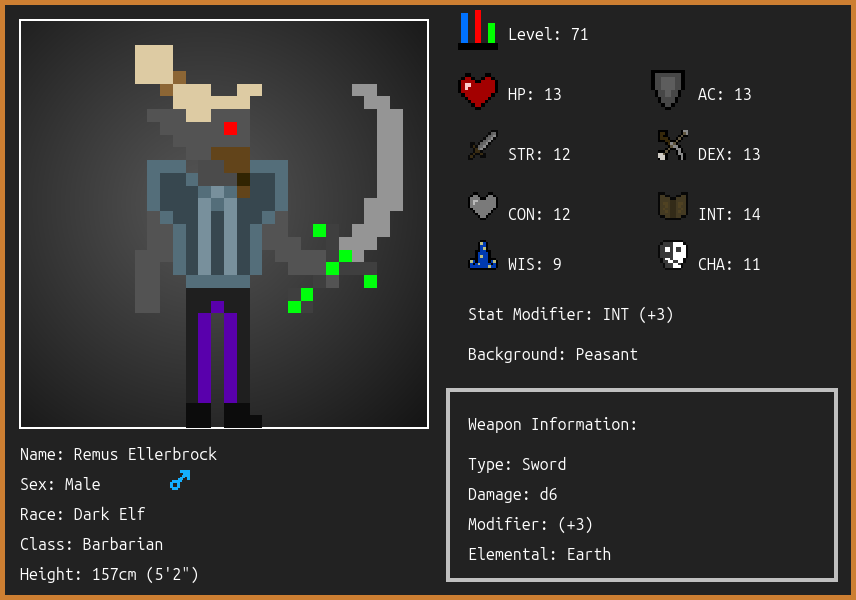 Level: 71
HP: 13
AC: 13
STR: 12
DEX: 13
CON: 12
INT: 14
WIS: 9
CHA: 11
Stat Modifier: INT (+3)
Background: Peasant
Weapon Information:
Type: Sword
Damage: d6
Modifier: (+3)
Elemental: Earth
Name: Remus Ellerbrock
Sex: Male
Race: Dark Elf
Class: Barbarian
Height: 157cm (5'2")